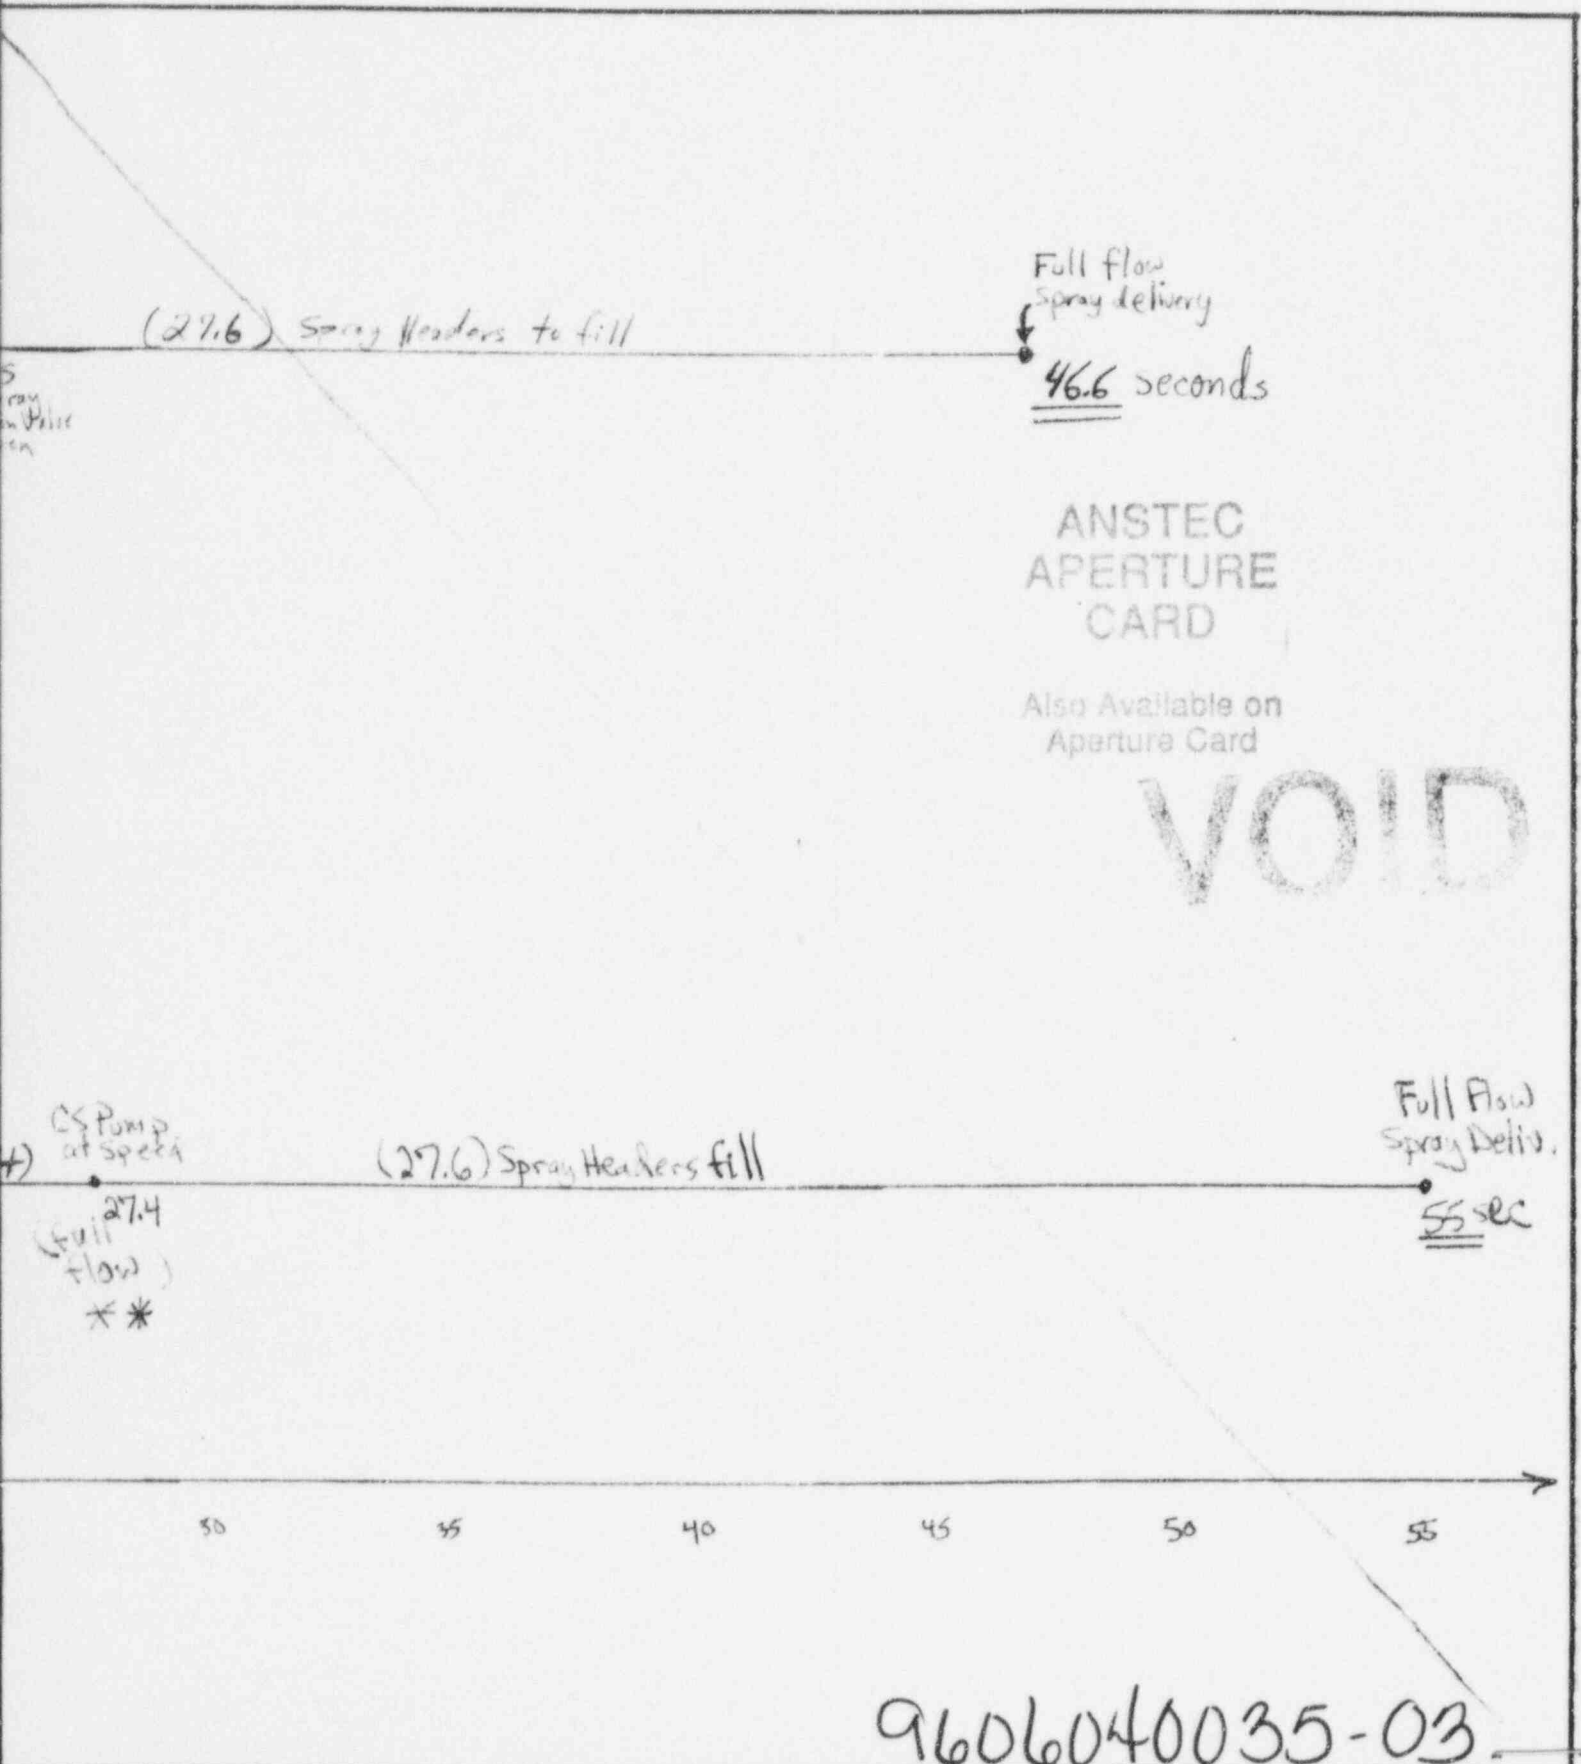 Full flow
Spray delivery
(27.6) Spray Headers to fill
46.6 seconds
s
ray
en
ANSTEC
APERTURE
CARD
Also Available on
Aperture Card
VOID
CS Pump
at speed
+)
(27.6) Spray Headers fill
Full Flow
Spray Deliv.
27.4
(full
flow)
**
55 sec
30 35 40 45 50 55
9606040035-03